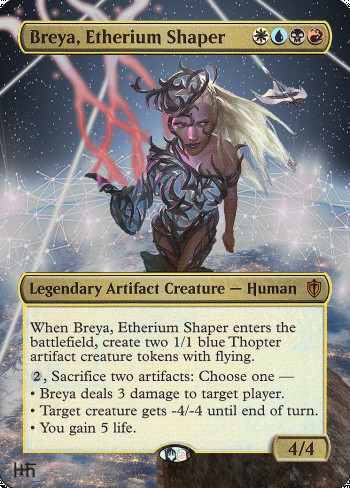 Breya, Etherium Shaper
Legendary Artifact Creature — Human
When Breya, Etherium Shaper enters the
battlefield, create two 1/1 blue Thopter
artifact creature tokens with flying.
2, Sacrifice two artifacts: Choose one —
• Breya deals 3 damage to target player.
• Target creature gets -4/-4 until end of turn.
• You gain 5 life.
4/4